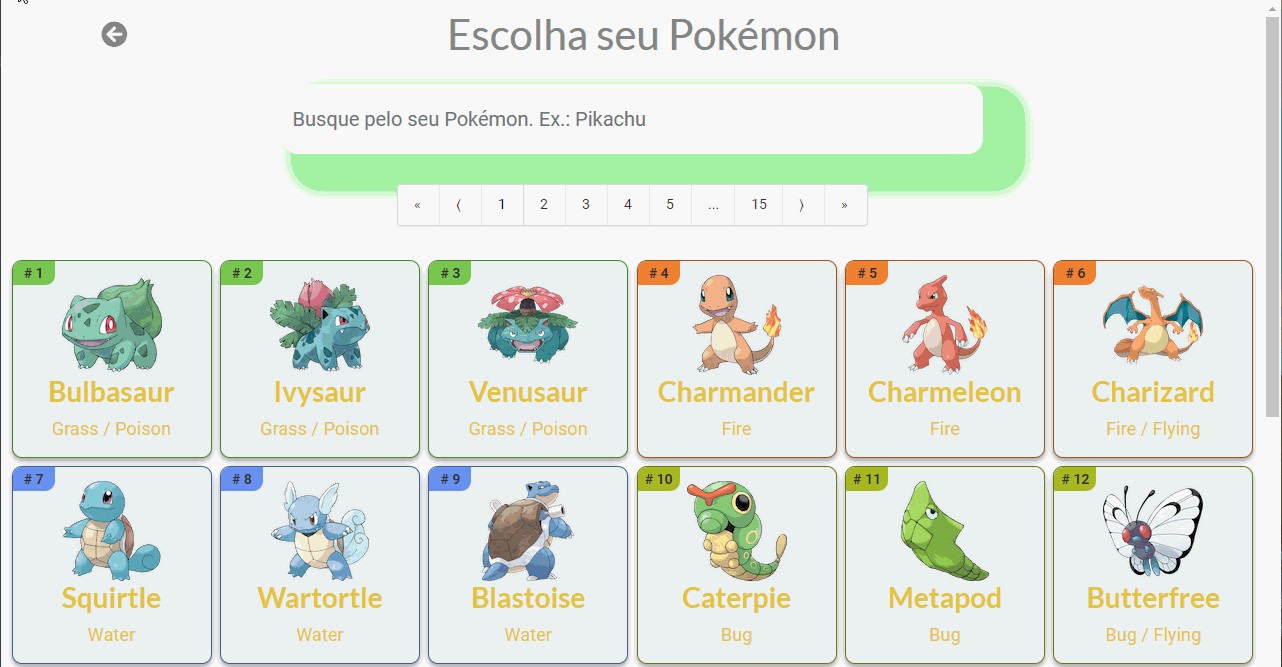 Escolha seu Pokémon
Busque pelo seu Pokémon. Ex.: Pikachu
« ⟨ 1 2 3 4 5 ... 15 ⟩ »
# 1 # 2 # 3 # 4 # 5 # 6
Bulbasaur Ivysaur Venusaur Charmander Charmeleon Charizard
Grass / Poison Grass / Poison Grass / Poison Fire Fire Fire / Flying
# 7 # 8 # 9 # 10 # 11 # 12
Squirtle Wartortle Blastoise Caterpie Metapod Butterfree
Water Water Water Bug Bug Bug / Flying